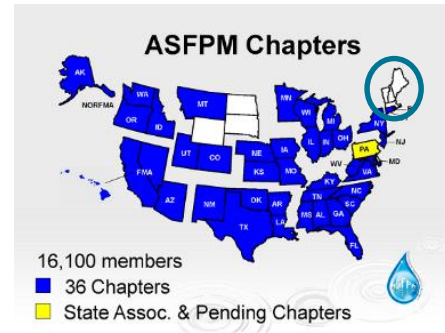 ASFPM Chapters
AK
WA
NORFMA
MT
MN
OR
ID
WI
MI
NY
PA
NJ
UT
CO
NE
IA
IL
IN
OH
WV
MD
VA
FMA
KS
MO
KY
NC
AZ
NM
OK
AR
TN
SC
TX
LA
MS
AL
GA
FL
16,100 members
36 Chapters
State Assoc. & Pending Chapters